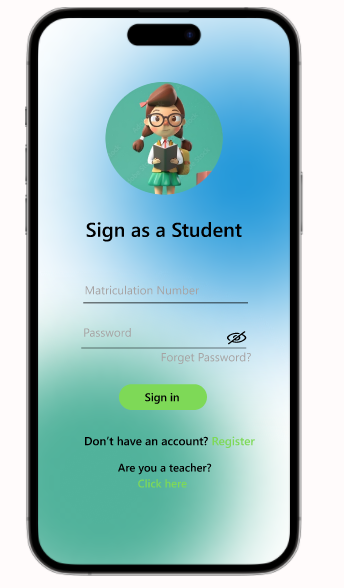 Sign as a Student
Matriculation Number
Password
Forget Password?
Sign in
Don't have an account? Register
Are you a teacher?
Click here